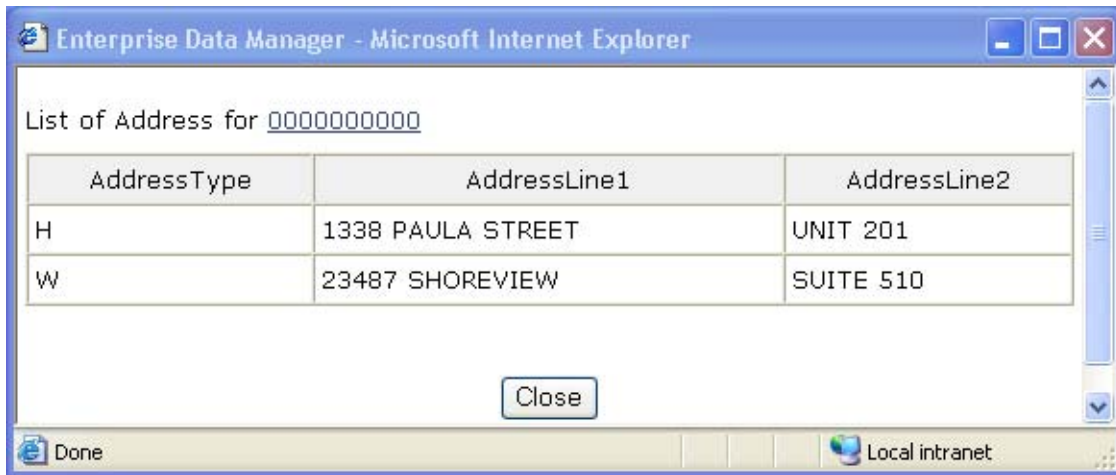 Enterprise Data Manager - Microsoft Internet Explorer
List of Address for 0000000000
AddressType AddressLine1 AddressLine2
H 1338 PAULA STREET UNIT 201
W 23487 SHOREVIEW SUITE 510
Close
Done Local intranet